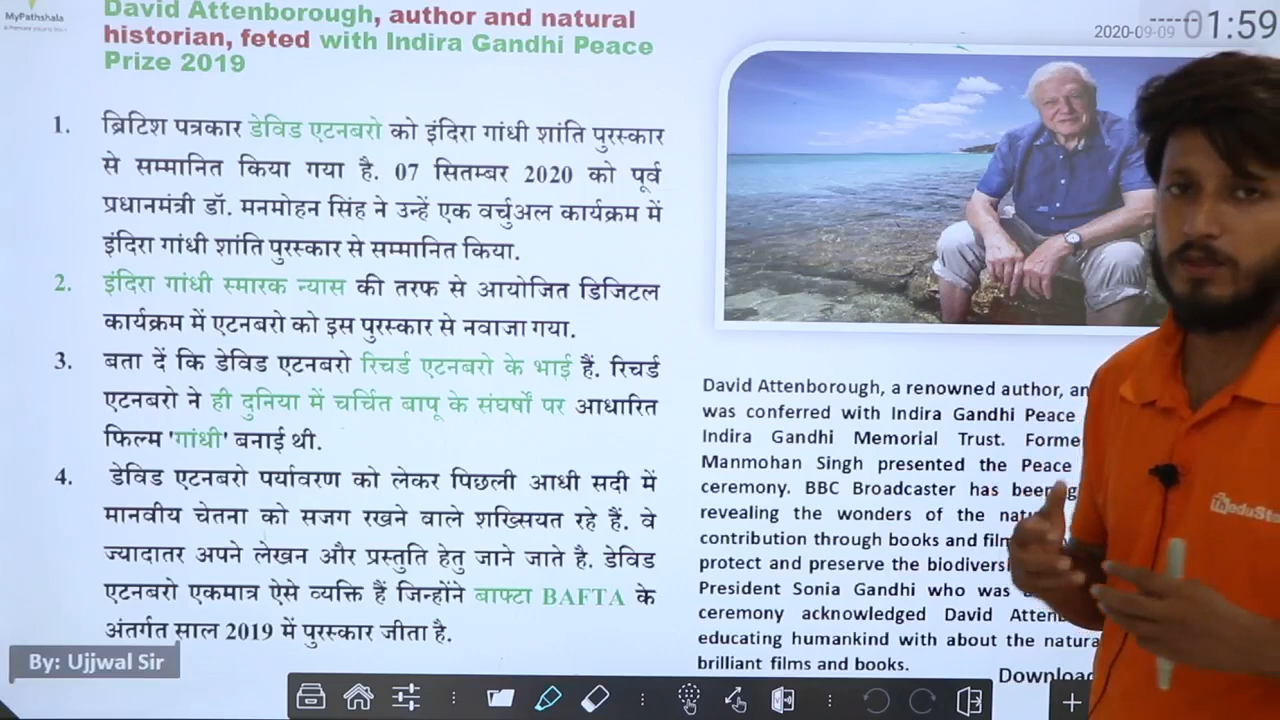 MyPathshala
David Attenborough, author and natural
historian, feted with Indira Gandhi Peace
Prize 2019
2020-09-09 01:59
1. ब्रिटिश पत्रकार डेविड एटनबरो को इंदिरा गांधी शांति पुरस्कार
से सम्मानित किया गया है. 07 सितम्बर 2020 को पूर्व
प्रधानमंत्री डॉ. मनमोहन सिंह ने उन्हें एक वर्चुअल कार्यक्रम में
इंदिरा गांधी शांति पुरस्कार से सम्मानित किया.
2. इंदिरा गांधी स्मारक न्यास की तरफ से आयोजित डिजिटल
कार्यक्रम में एटनबरो को इस पुरस्कार से नवाजा गया.
3. बता दें कि डेविड एटनबरो रिचर्ड एटनबरो के भाई हैं. रिचर्ड
एटनबरो ने ही दुनिया में चर्चित बापू के संघर्षों पर आधारित
फिल्म 'गांधी' बनाई थी.
4. डेविड एटनबरो पर्यावरण को लेकर पिछली आधी सदी में
मानवीय चेतना को सजग रखने वाले शख्सियत रहे हैं. वे
ज्यादातर अपने लेखन और प्रस्तुति हेतु जाने जाते है. डेविड
एटनबरो एकमात्र ऐसे व्यक्ति हैं जिन्होंने बाफ्टा BAFTA के
अंतर्गत साल 2019 में पुरस्कार जीता है.
David Attenborough, a renowned author, an
was conferred with Indira Gandhi Peace
Indira Gandhi Memorial Trust. Forme
Manmohan Singh presented the Peace
ceremony. BBC Broadcaster has been
revealing the wonders of the natu
contribution through books and film
protect and preserve the biodiversi
President Sonia Gandhi who was
ceremony acknowledged David Atten
educating humankind with about the natura
brilliant films and books.
Download
By: Ujjwal Sir